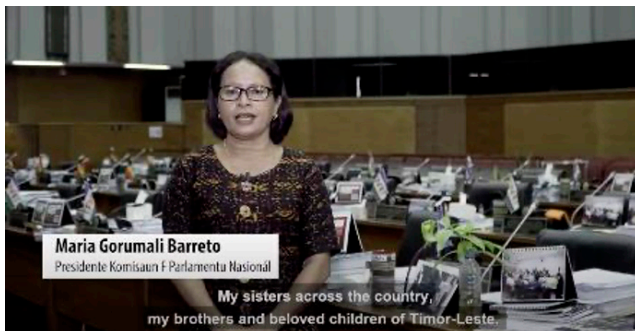 Maria Gorumali Barreto
Presidente Komisaun F Parlamentu Nasionál
My sisters across the country,
my brothers and beloved children of Timor-Leste.